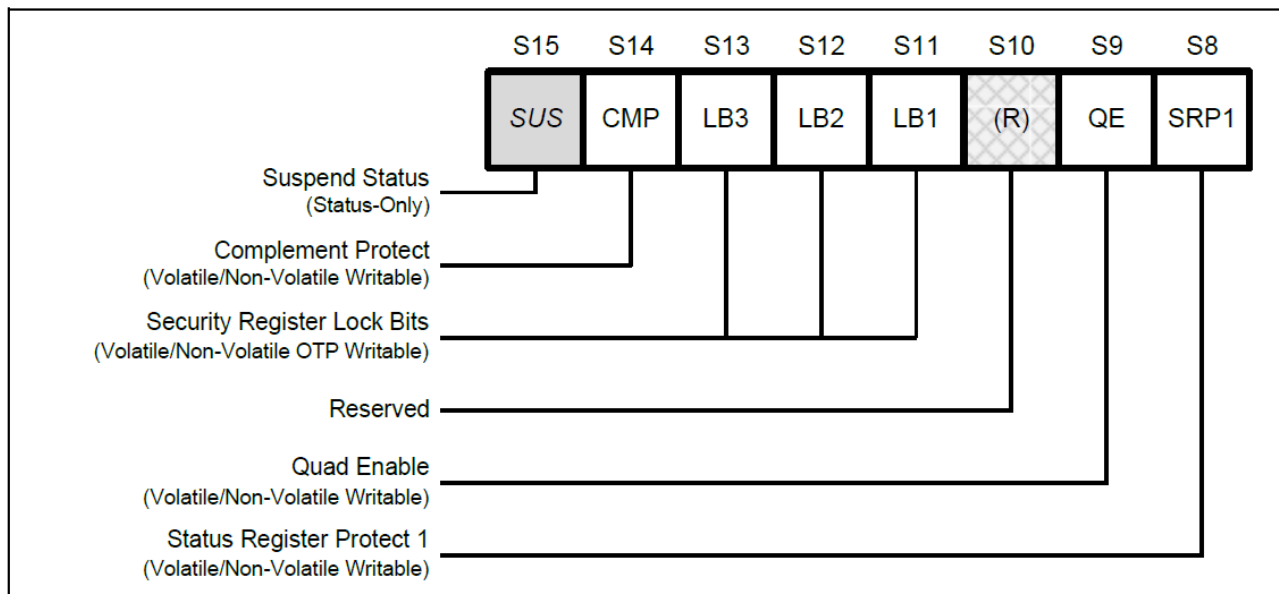 S15 S14 S13 S12 S11 S10 S9 S8
SUS CMP LB3 LB2 LB1 (R) QE SRP1
Suspend Status
(Status-Only)
Complement Protect
(Volatile/Non-Volatile Writable)
Security Register Lock Bits
(Volatile/Non-Volatile OTP Writable)
Reserved
Quad Enable
(Volatile/Non-Volatile Writable)
Status Register Protect 1
(Volatile/Non-Volatile Writable)